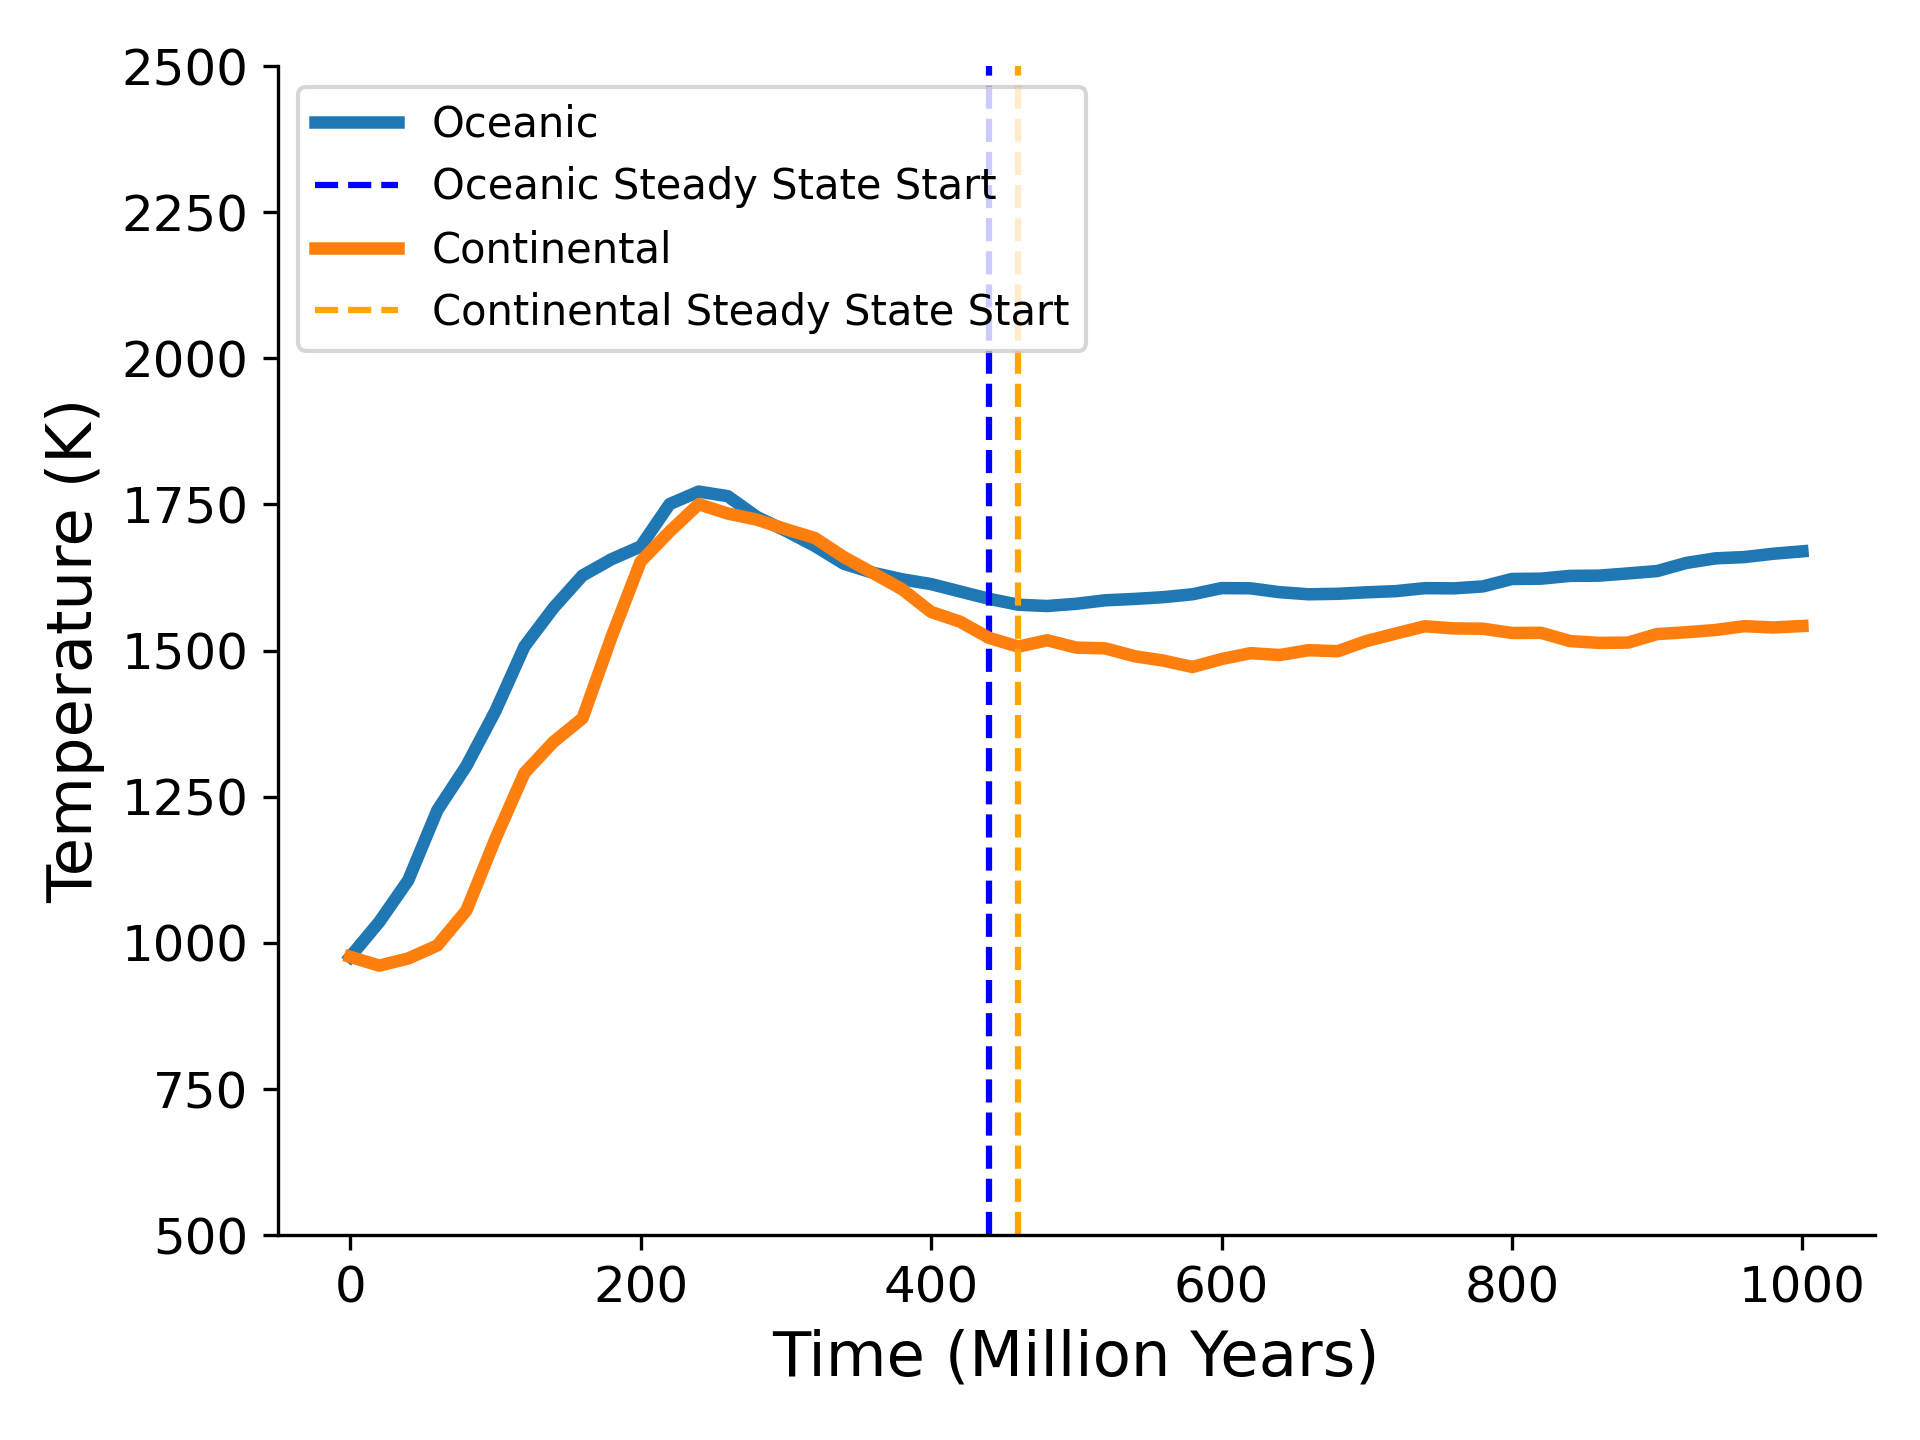 2500
2250
2000
1750
1500
1250
1000
750
500
Temperature (K)
Oceanic
Oceanic Steady State Start
Continental
Continental Steady State Start
0 200 400 600 800 1000
Time (Million Years)